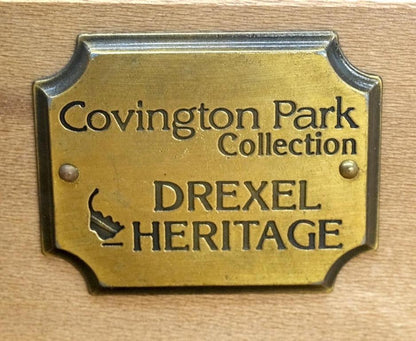 Covington Park
Collection
DREXEL
HERITAGE